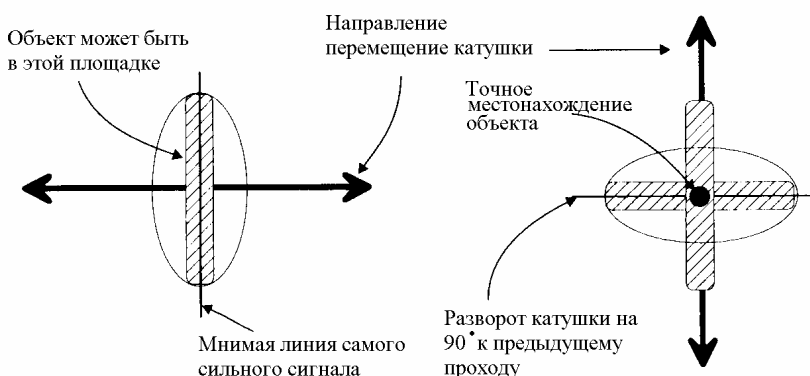 Объект может быть
в этой площадке
Направление
перемещение катушки
Точное
местонахождение
объекта
Мнимая линия самого
сильного сигнала
Разворот катушки на
90° к предыдущему
проходу